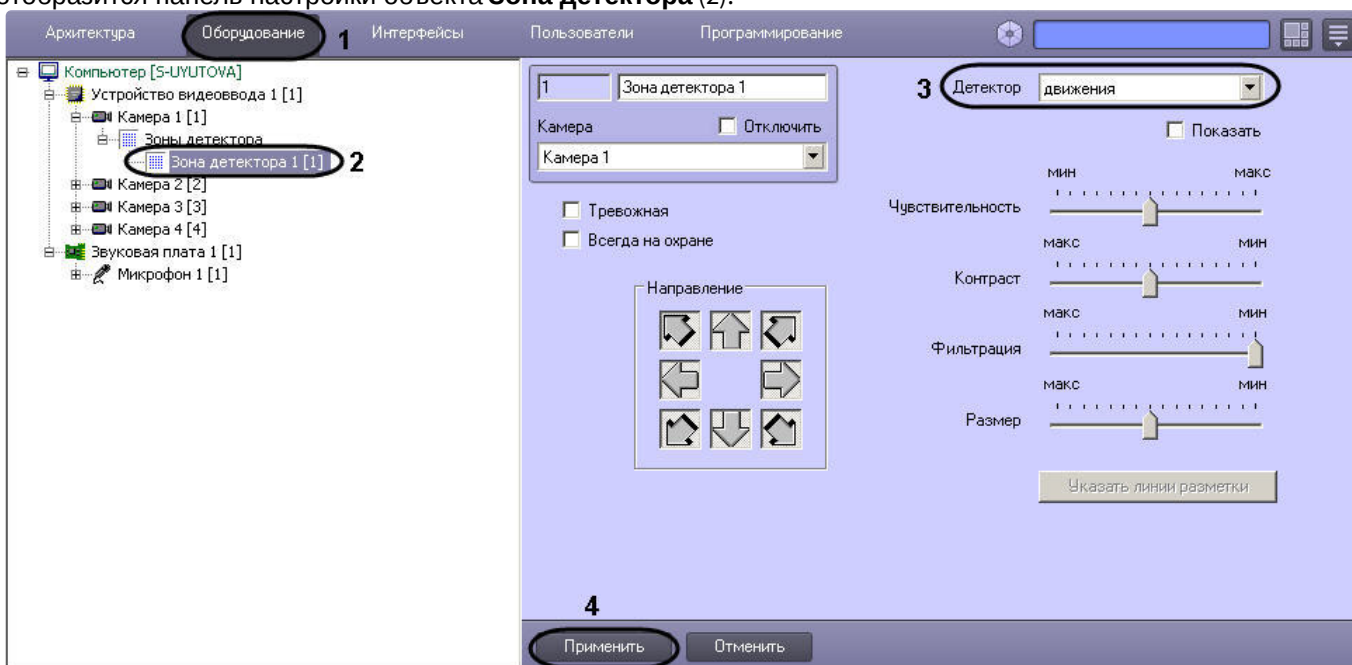 отобразится панель настройки объекта Зона детектора (2).
Архитектура Оборудование 1 Интерфейсы Пользователи Программирование
Компьютер [S-UYUTOVA]
Устройство видеоввода 1 [1]
Камера 1 [1]
Зоны детектора
Зона детектора 1 [1] 2
Камера 2 [2]
Камера 3 [3]
Камера 4 [4]
Звуковая плата 1 [1]
Микрофон 1 [1]
1 Зона детектора 1
Камера Отключить
Камера 1
Тревожная
Всегда на охране
Направление
3 Детектор движения
Показать
мин макс
Чувствительность
макс мин
Контраст
макс мин
Фильтрация
макс мин
Размер
Указать линии разметки
4
Применить Отменить